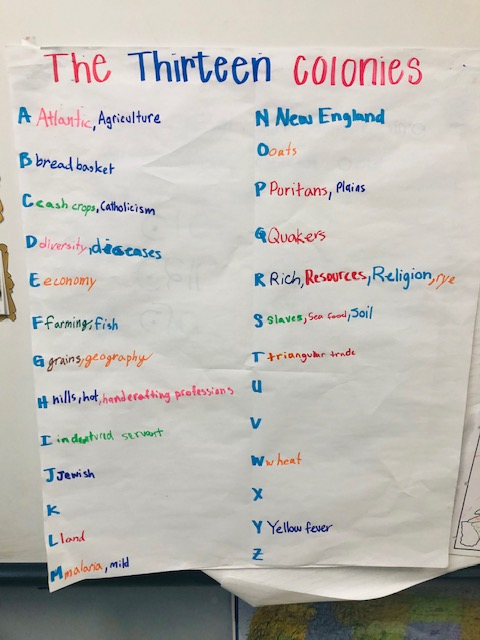 The Thirteen Colonies
A Atlantic, Agriculture
B bread basket
C cash crops, Catholicism
D diversity, diseases
E economy
F farming, fish
G grains, geography
H hills, hot, handcrafting professions
I indentured servant
J Jewish
K
L land
M malaria, mild
N New England
O oats
P Puritans, Plains
Q Quakers
R Rich, Resources, Religion, rye
S slaves, sea food, Soil
T triangular trade
U
V
W wheat
X
Y Yellow fever
Z